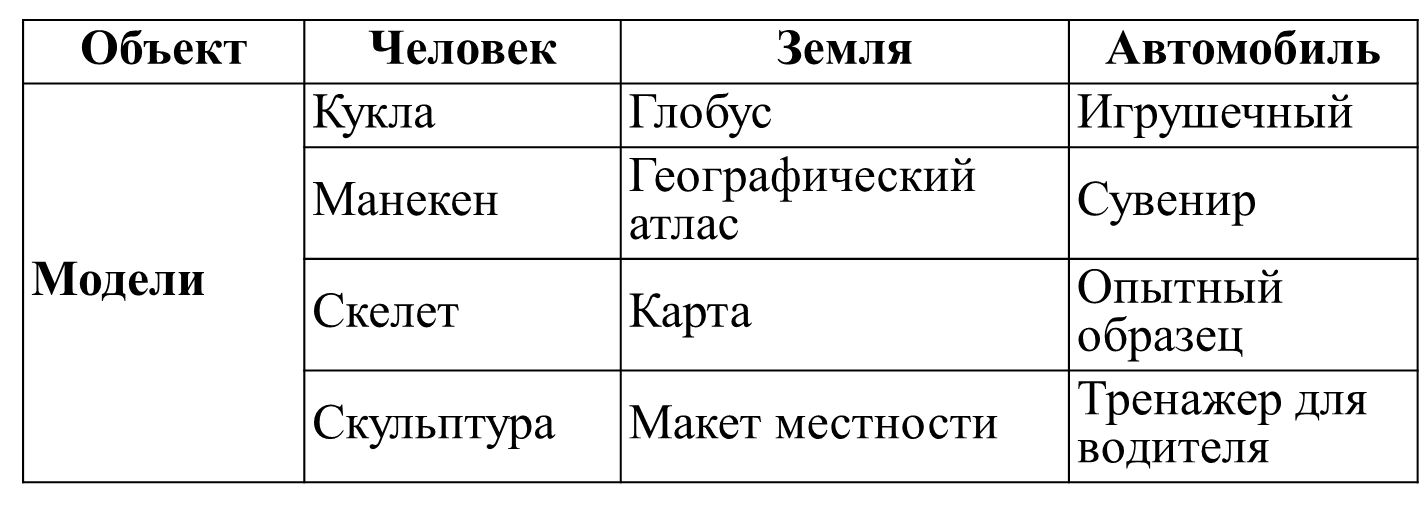 Объект Человек Земля Автомобиль
Модели
Кукла Глобус Игрушечный
Манекен Географический атлас Сувенир
Скелет Карта Опытный образец
Скульптура Макет местности Тренажер для водителя